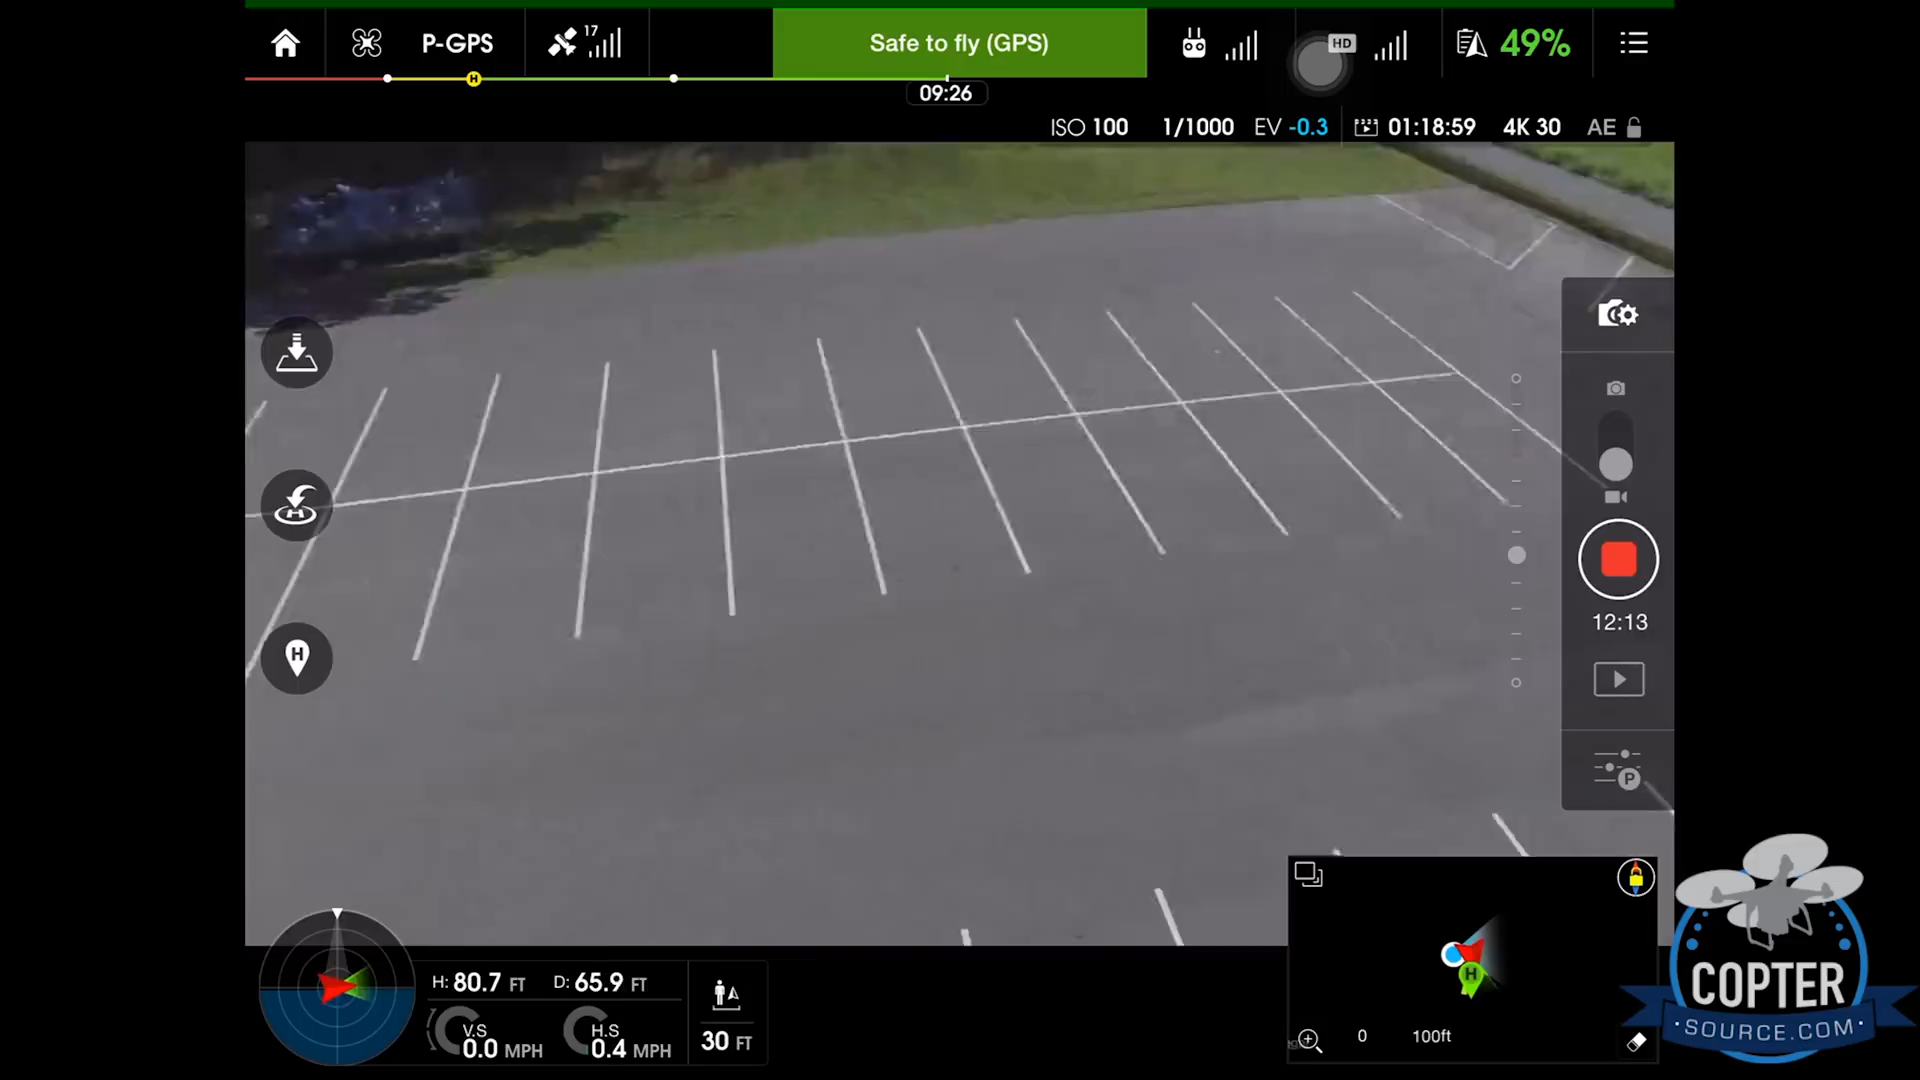 P-GPS
17
Safe to fly (GPS)
HD
49%
H
09:26
ISO 100
1/1000
EV -0.3
01:18:59
4K 30
AE
H
H
12:13
P
H: 80.7 FT
D: 65.9 FT
V.S
0.0 MPH
H.S
0.4 MPH
30 FT
H
0
100ft
COPTER
·SOURCE.COM·